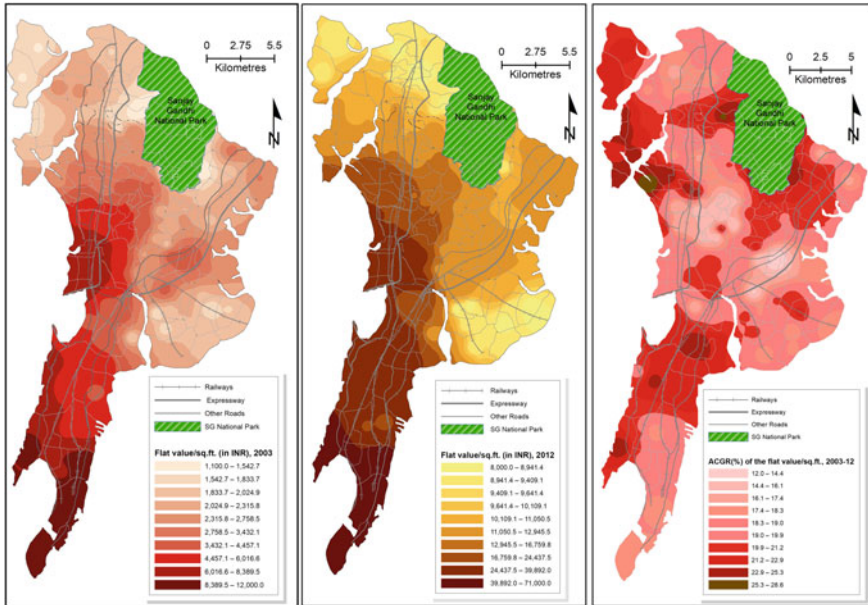 0 2.75 5.5
Kilometres
Sanjay
Gandhi
National Park
N
Railways
Expressway
Other Roads
SG National Park
Flat value/sq.ft. (in INR), 2003
1,100.0 – 1,542.7
1,542.7 – 1,833.7
1,833.7 – 2,024.9
2,024.9 – 2,315.8
2,315.8 – 2,758.5
2,758.5 – 3,432.1
3,432.1 – 4,457.1
4,457.1 – 6,016.6
6,016.6 – 8,389.5
8,389.5 – 12,000.0
0 2.75 5.5
Kilometres
Sanjay
Gandhi
National Park
N
Railways
Expressway
Other Roads
SG National Park
Flat value/sq.ft. (in INR), 2012
8,000.0 – 8,941.4
8,941.4 – 9,409.1
9,409.1 – 9,641.4
9,641.4 – 10,109.1
10,109.1 – 11,050.5
11,050.5 – 12,945.5
12,945.5 – 16,759.8
16,759.8 – 24,437.5
24,437.5 – 39,892.0
39,892.0 – 71,000.0
0 2.5 5
Kilometres
Sanjay
Gandhi
National Park
N
Railways
Expressway
Other Roads
SG National Park
ACGR(%) of the flat value/sq.ft., 2003-12
12.0 – 14.4
14.4 – 16.1
16.1 – 17.4
17.4 – 18.3
18.3 – 19.0
19.0 – 19.9
19.9 – 21.2
21.2 – 22.9
22.9 – 25.3
25.3 – 28.6